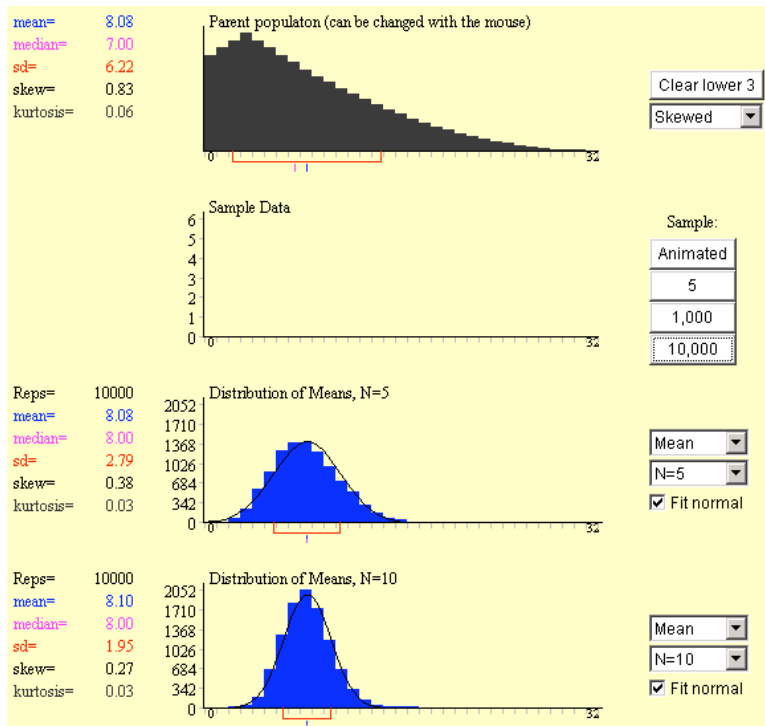 mean= 8.08
median= 7.00
sd= 6.22
skew= 0.83
kurtosis= 0.06
Parent populaton (can be changed with the mouse)
0 32
Clear lower 3
Skewed
Sample Data
6
5
4
3
2
1
0
0 32
Sample:
Animated
5
1,000
10,000
Reps= 10000
mean= 8.08
median= 8.00
sd= 2.79
skew= 0.38
kurtosis= 0.03
Distribution of Means, N=5
2052
1710
1368
1026
684
342
0
0 32
Mean
N=5
Fit normal
Reps= 10000
mean= 8.10
median= 8.00
sd= 1.95
skew= 0.27
kurtosis= 0.03
Distribution of Means, N=10
2052
1710
1368
1026
684
342
0
0 32
Mean
N=10
Fit normal